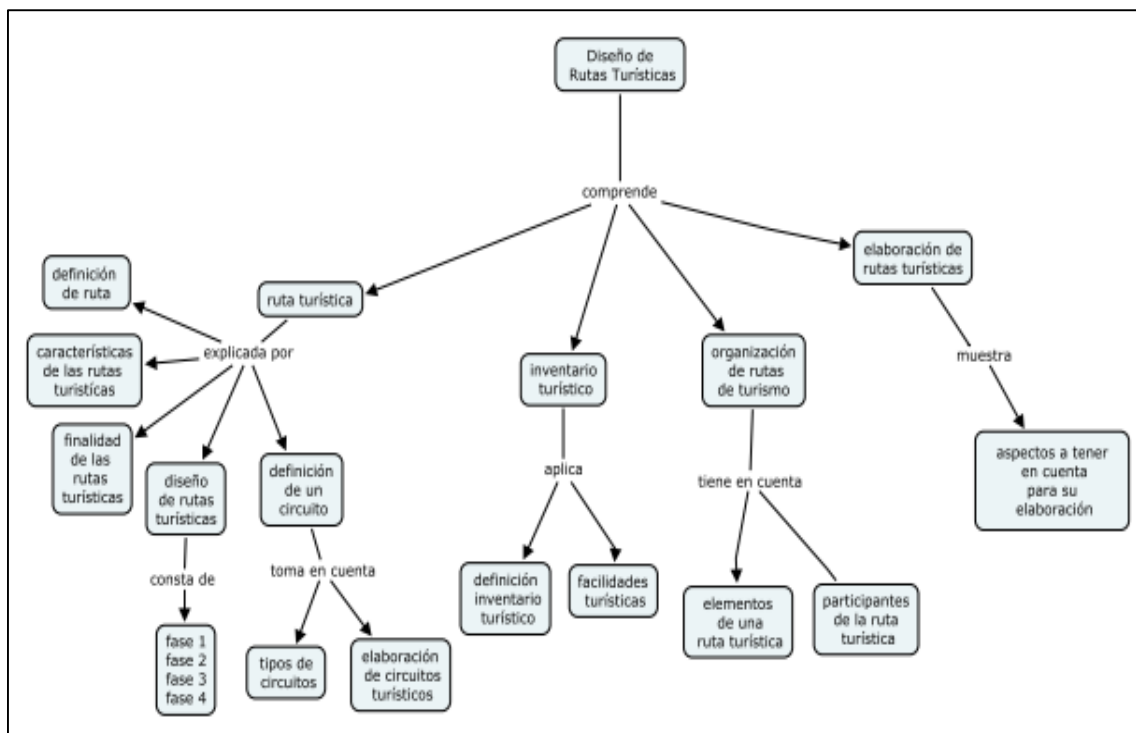 Diseño de
Rutas Turísticas
comprende
elaboración de
rutas turísticas
definición
de ruta
ruta turística
características
de las rutas
turistícas
explicada por
inventario
turístico
organización
de rutas
de turismo
muestra
finalidad
de las
rutas
turísticas
diseño
de rutas
turísticas
definición
de un
circuito
aplica
tiene en cuenta
aspectos a tener
en cuenta
para su
elaboración
consta de
toma en cuenta
definición
inventario
turístico
facilidades
turísticas
elementos
de una
ruta turística
participantes
de la ruta
turística
fase 1
fase 2
fase 3
fase 4
tipos de
circuitos
elaboración
de circuitos
turísticos